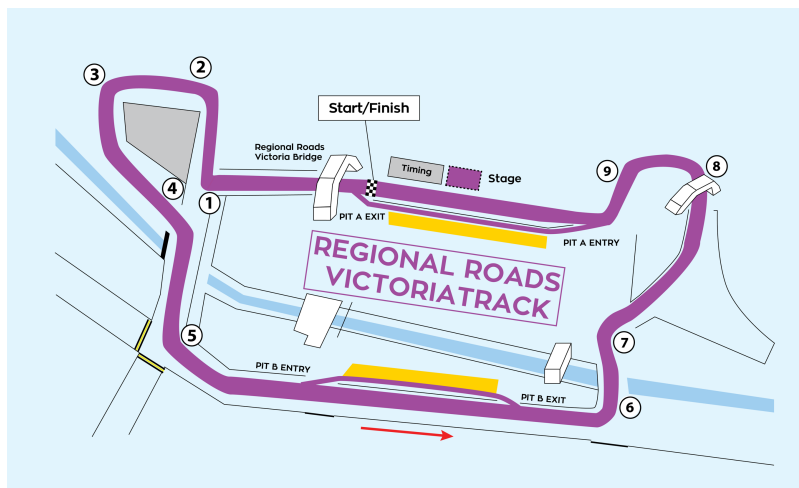 3
2
Start/Finish
Regional Roads
Victoria Bridge
Timing
Stage
9
8
4
1
PIT A EXIT
PIT A ENTRY
REGIONAL ROADS
VICTORIATRACK
5
7
PIT B ENTRY
PIT B EXIT
6